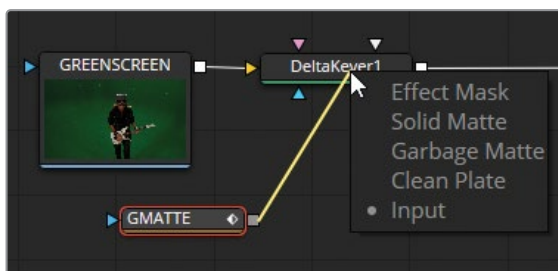 GREENSCREEN
DeltaKeyer1
Effect Mask
Solid Matte
Garbage Matte
Clean Plate
Input
GMATTE